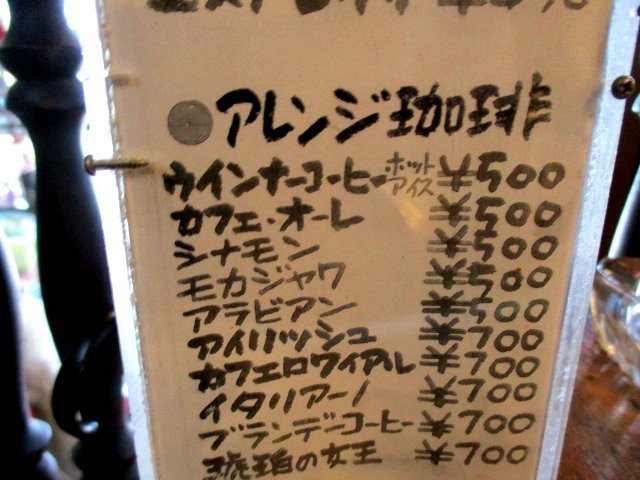 アレンジ珈琲
ウインナーコーヒー ホット アイス ¥500
カフェ・オーレ ¥500
シナモン ¥500
モカジャワ ¥500
アラビアン ¥500
アイリッシュ ¥700
カフェロワイアル ¥700
イタリアーノ ¥700
ブランデーコーヒー ¥700
琥珀の女王 ¥700